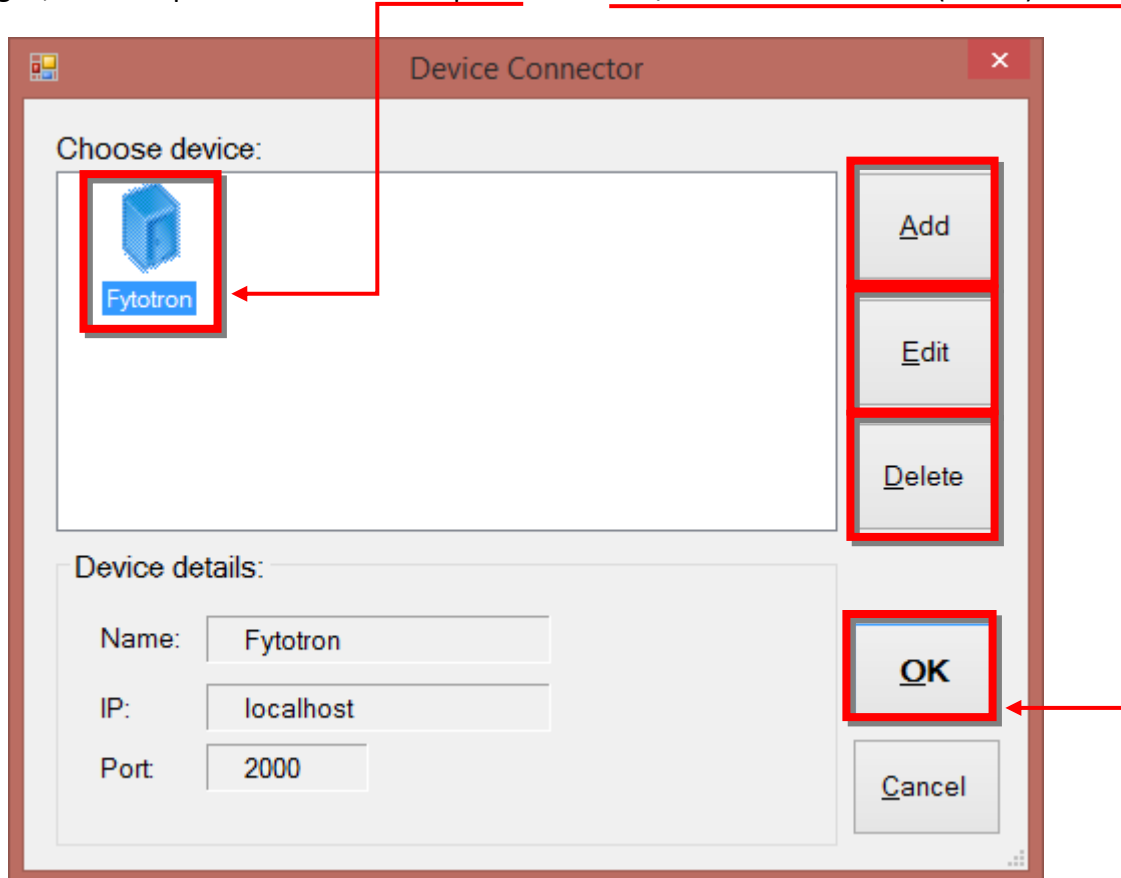 Device Connector
Choose device:
Fytotron
Add
Edit
Delete
Device details:
Name: Fytotron
IP: localhost
Port: 2000
OK
Cancel